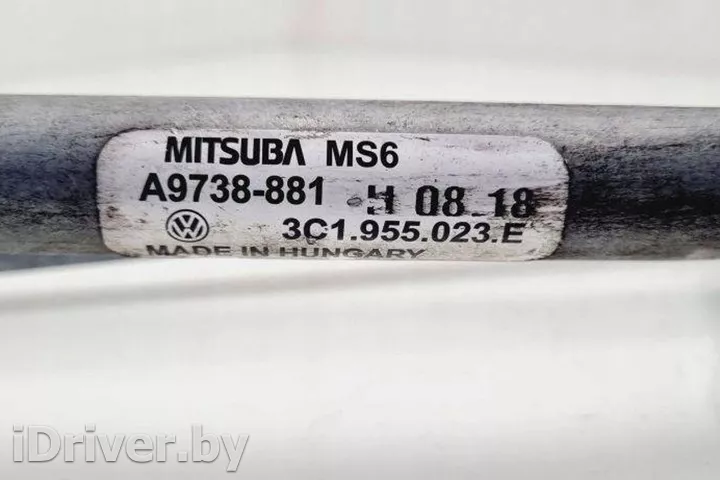 MITSUBA MS6
A9738-881 H 08.18
3C1.955.023.E
MADE IN HUNGARY
iDriver.by